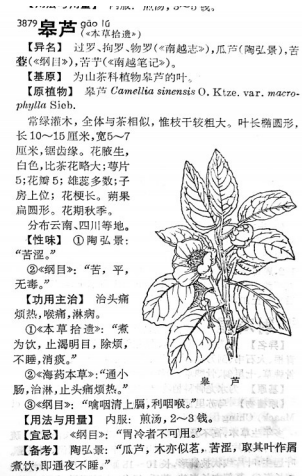 【用法与用量】 内服：煎汤，3～5钱。
3879 皋芦 gāo lú
(《本草拾遗》)
【异名】 过罗、拘罗、物罗(《南越志》)，瓜芦(陶弘景)，苦
(《纲目》)，苦艼(《南越笔记》)。
【基原】 为山茶科植物皋芦的叶。
【原植物】 皋芦 Camellia sinensis O. Ktze. var. macro-
phylla Sieb.
常绿灌木，全体与茶相似，惟枝干较粗大。叶长椭圆形，
长10～15厘米，宽5～7
厘米，锯齿缘。花腋生，
白色，比茶花略大；萼片
5；花瓣5；雄蕊多数；子
房上位；花梗长。蒴果
扁圆形。花期秋季。
分布云南、四川等地。
【性味】 ①陶弘景：
“苦涩。”
②《纲目》：“苦，平，
无毒。”
【功用主治】 治头痛
烦热，喉痛，淋病。
①《本草拾遗》：“煮
为饮，止渴明目，除烦，
不睡，消痰。”
②《海药本草》：“通小
肠，治淋，止头痛烦热。”
③《纲目》：“噙咽清上膈，利咽喉。”
皋 芦
【用法与用量】 内服：煎汤，2～3钱。
【宜忌】 《纲目》：“胃冷者不可用。”
【备考】 陶弘景：“瓜芦，木亦似茗，苦涩，取其叶作屑
煮饮，即通夜不睡。”